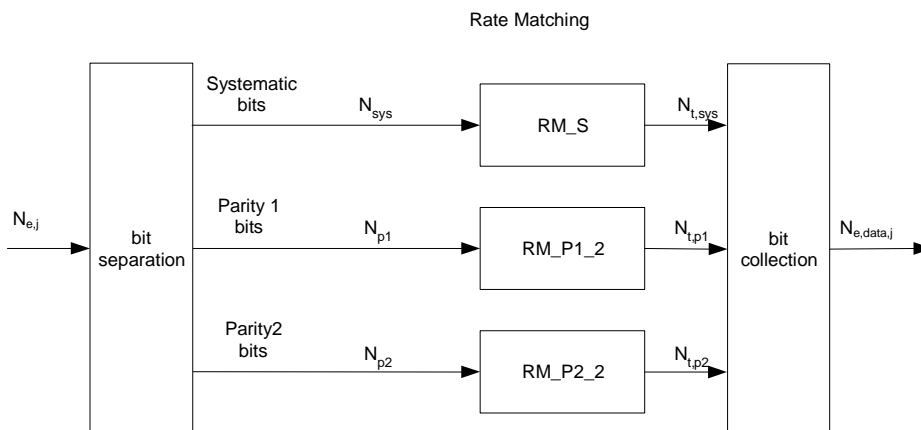 Rate Matching
Systematic
bits
N_sys
RM_S
N_t,sys
N_e,j
bit
separation
Parity 1
bits
N_p1
RM_P1_2
N_t,p1
bit
collection
N_e,data,j
Parity2
bits
N_p2
RM_P2_2
N_t,p2